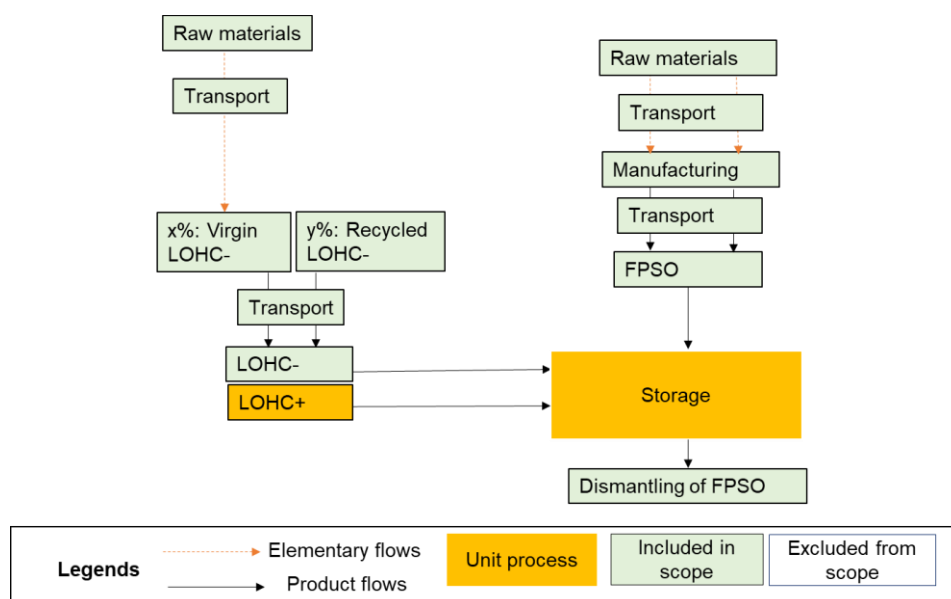 Raw materials
Transport
x%: Virgin
LOHC-
y%: Recycled
LOHC-
Transport
LOHC-
LOHC+
Raw materials
Transport
Manufacturing
Transport
FPSO
Storage
Dismantling of FPSO
Legends
Elementary flows
Product flows
Unit process
Included in
scope
Excluded from
scope